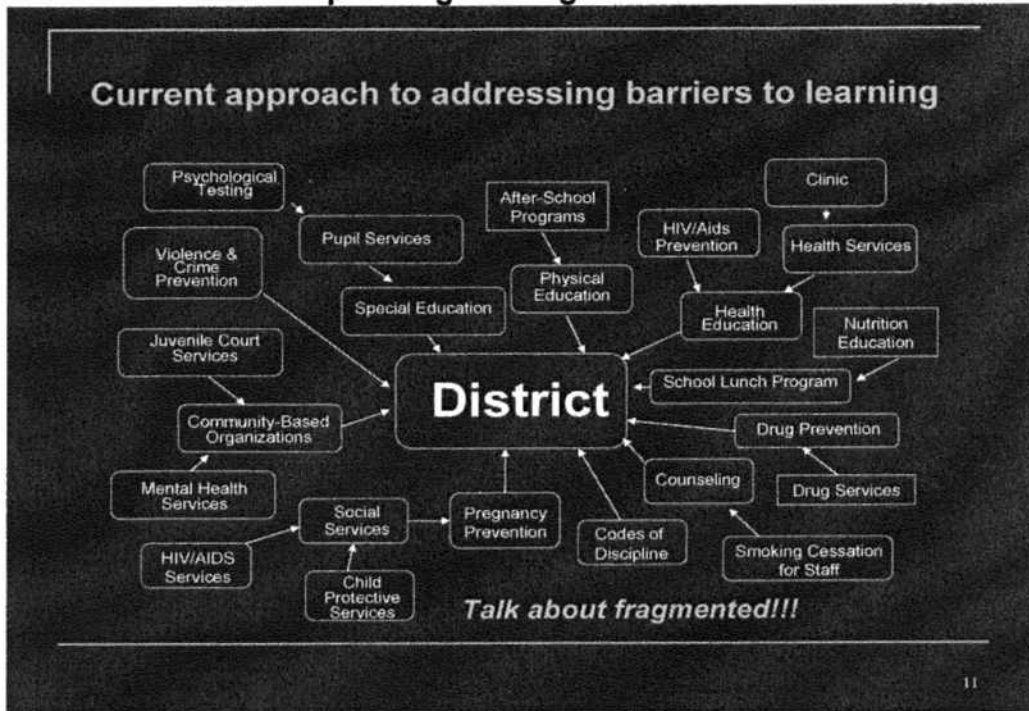 Current approach to addressing barriers to learning
Psychological
Testing
After-School
Programs
Clinic
Violence &
Crime
Prevention
Pupil Services
HIV/Aids
Prevention
Health Services
Physical
Education
Special Education
Health
Education
Nutrition
Education
Juvenile Court
Services
School Lunch Program
District
Community-Based
Organizations
Drug Prevention
Counseling
Mental Health
Services
Drug Services
Social
Services
Pregnancy
Prevention
Codes of
Discipline
HIV/AIDS
Services
Smoking Cessation
for Staff
Child
Protective
Services
Talk about fragmented!!!
11